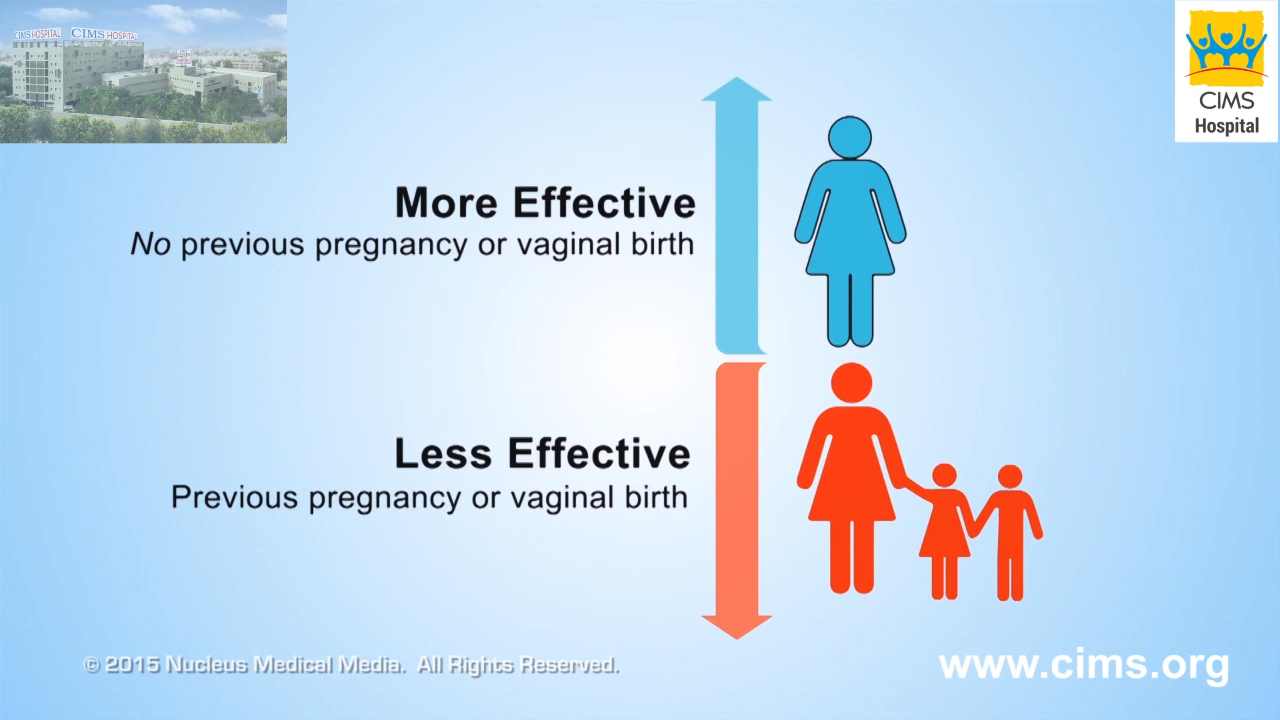 CIMS HOSPITAL CIMS HOSPITAL
CIMS
Hospital
More Effective
No previous pregnancy or vaginal birth
Less Effective
Previous pregnancy or vaginal birth
© 2015 Nucleus Medical Media. All Rights Reserved.
www.cims.org